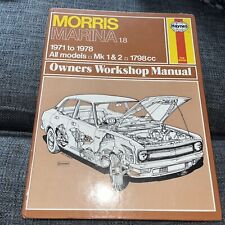 MORRIS
MARINA 1.8
1971 to 1978
All models □ Mk 1 & 2 □ 1798 cc
Haynes
Owners Workshop Manual